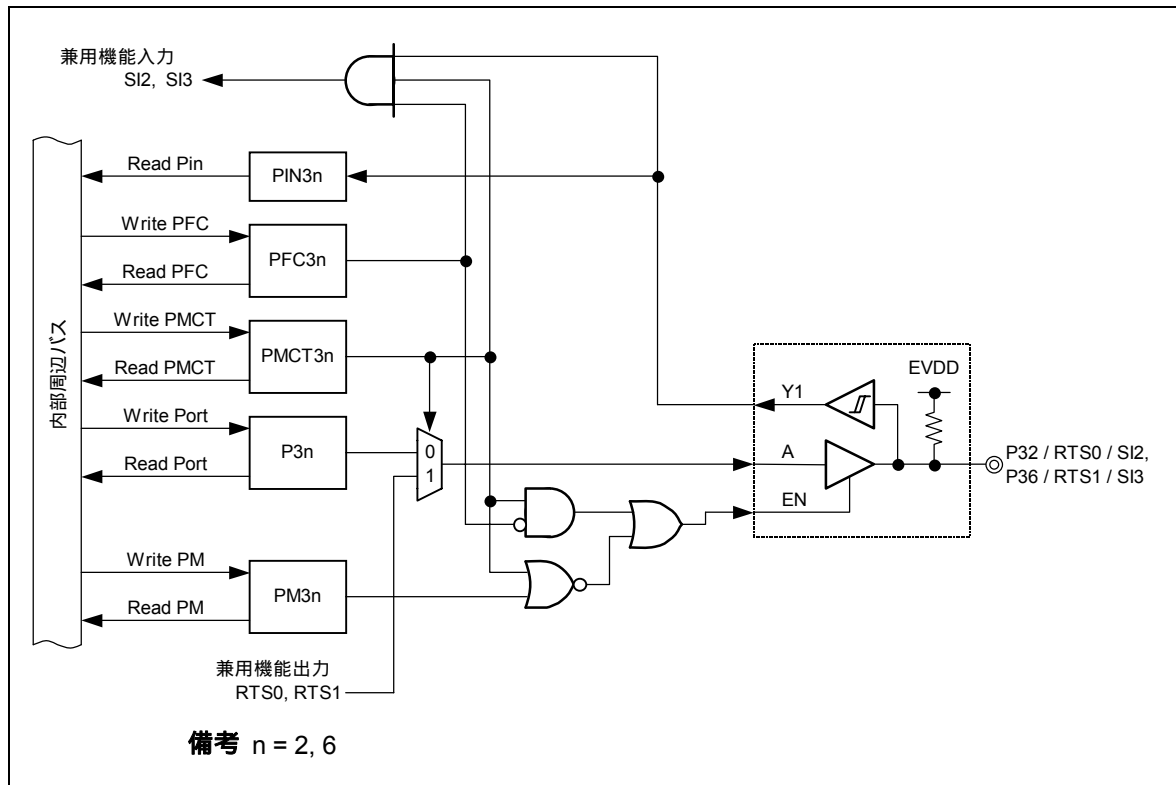 兼用機能入力
SI2, SI3
Read Pin
PIN3n
Write PFC
PFC3n
Read PFC
Write PMCT
PMCT3n
Read PMCT
内部周辺バス
EVDD
Y1
Write Port
P3n
Read Port
0
1
A
P32 / RTS0 / SI2,
P36 / RTS1 / SI3
EN
Write PM
PM3n
Read PM
兼用機能出力
RTS0, RTS1
備考 n = 2, 6